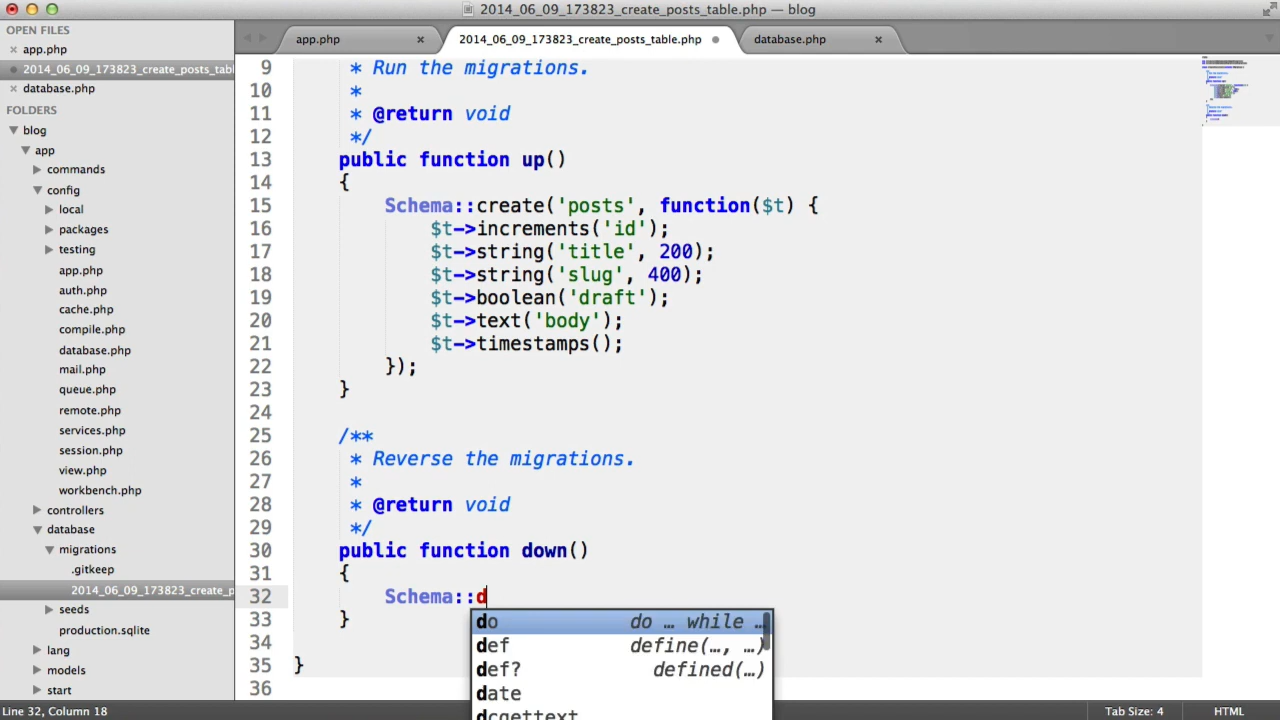 2014_06_09_173823_create_posts_table.php — blog
OPEN FILES
app.php
2014_06_09_173823_create_posts_tabl
database.php
FOLDERS
blog
app
commands
config
local
packages
testing
app.php
auth.php
cache.php
compile.php
database.php
mail.php
queue.php
remote.php
services.php
session.php
view.php
workbench.php
controllers
database
migrations
.gitkeep
2014_06_09_173823_create_p
seeds
production.sqlite
lang
models
start
app.php
2014_06_09_173823_create_posts_table.php
database.php
9 * Run the migrations.
10 *
11 * @return void
12 */
13 public function up()
14 {
15 Schema::create('posts', function($t) {
16 $t->increments('id');
17 $t->string('title', 200);
18 $t->string('slug', 400);
19 $t->boolean('draft');
20 $t->text('body');
21 $t->timestamps();
22 });
23 }
24
25 /**
26 * Reverse the migrations.
27 *
28 * @return void
29 */
30 public function down()
31 {
32 Schema::d
33 }
34
35 }
36
do do … while …
def define(…, …)
def? defined(…)
date
dcgettext
Line 32, Column 18
Tab Size: 4
HTML